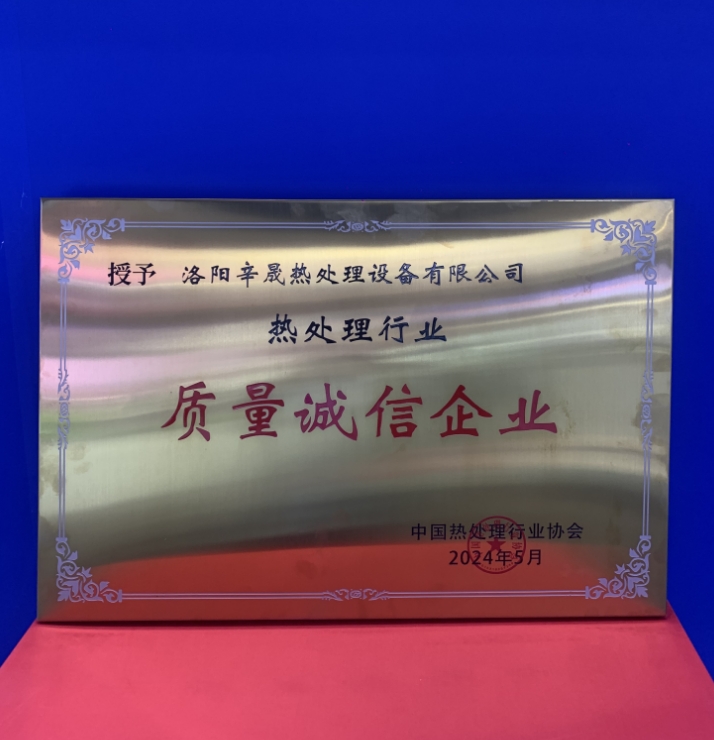 授予 洛阳辛晟热处理设备有限公司
热处理行业
质量诚信企业
中国热处理行业协会
2024年5月